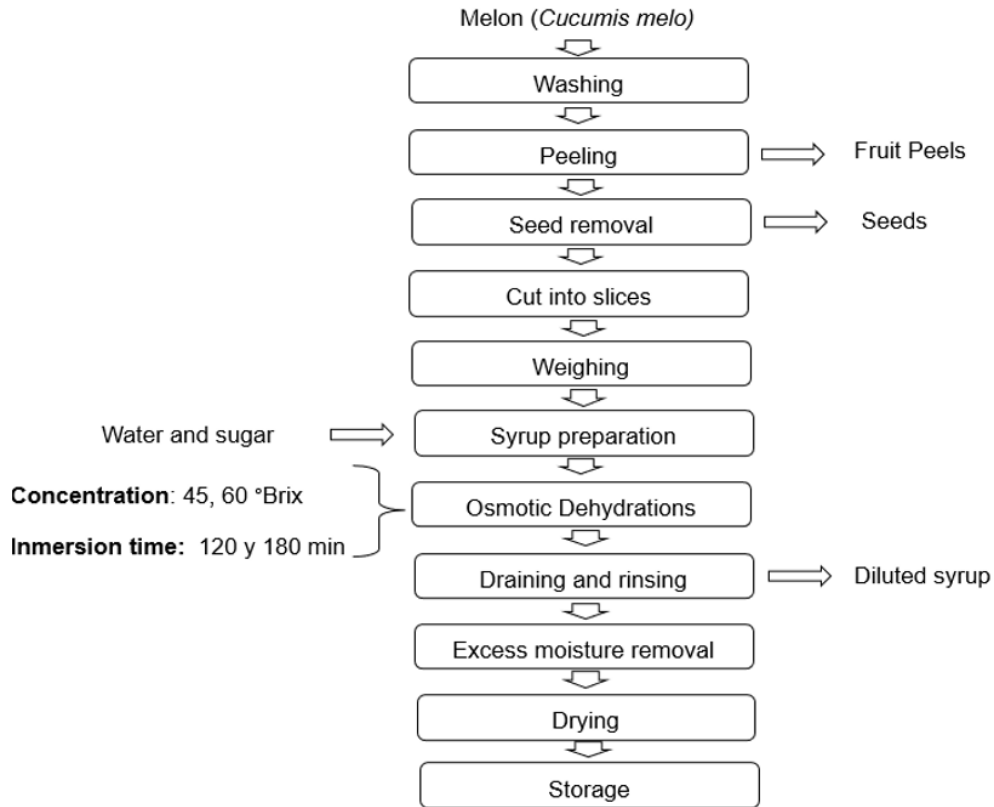 Melon (Cucumis melo)
Washing
Peeling
Fruit Peels
Seed removal
Seeds
Cut into slices
Weighing
Water and sugar
Syrup preparation
Concentration: 45, 60 °Brix
Inmersion time: 120 y 180 min
Osmotic Dehydrations
Draining and rinsing
Diluted syrup
Excess moisture removal
Drying
Storage